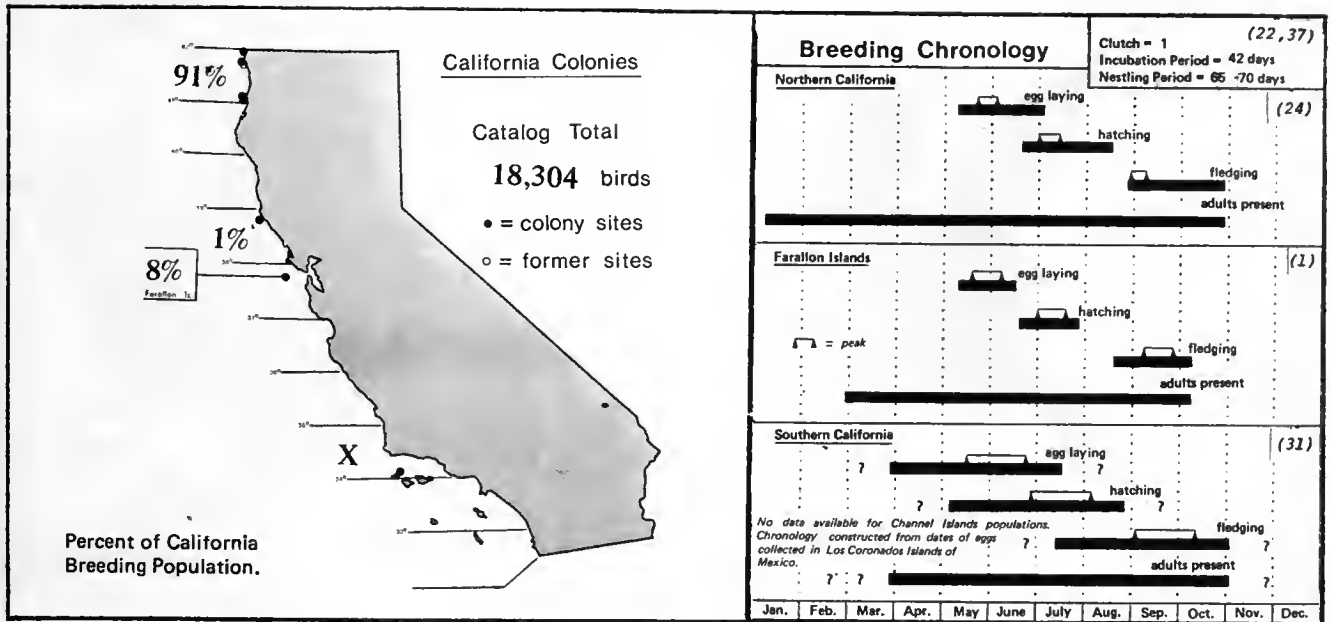 California Colonies
Catalog Total
18,304 birds
● = colony sites
○ = former sites
91%
1%
8%
Farallon Is.
X
Percent of California
Breeding Population.
Breeding Chronology
(22,37)
Clutch = 1
Incubation Period = 42 days
Nestling Period = 65 -70 days
Northern California
(24)
egg laying
hatching
fledging
adults present
Farallon Islands
(1)
egg laying
hatching
= peak
fledging
adults present
Southern California
(31)
egg laying
? ?
hatching
? ?
No data available for Channel Islands populations.
Chronology constructed from dates of eggs
collected in Los Coronados Islands of
Mexico.
fledging
? ?
adults present
? ? ?
Jan. Feb. Mar. Apr. May June July Aug. Sep. Oct. Nov. Dec.